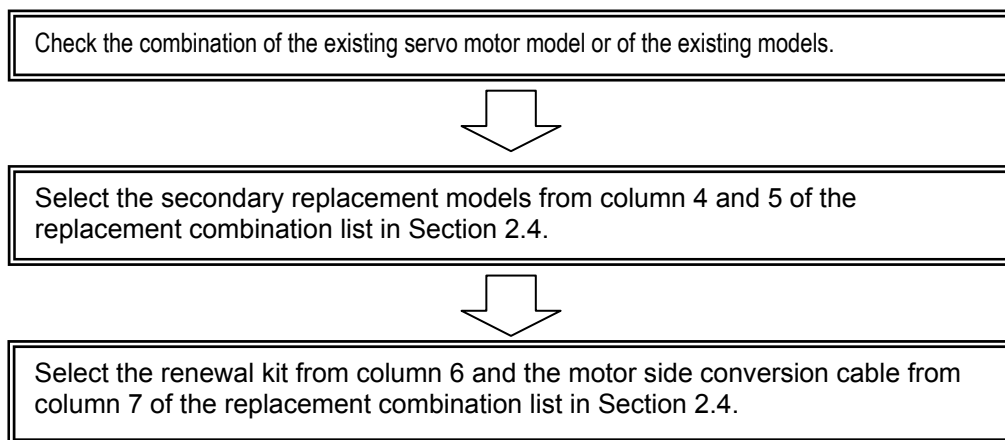 Check the combination of the existing servo motor model or of the existing models.
Select the secondary replacement models from column 4 and 5 of the
replacement combination list in Section 2.4.
Select the renewal kit from column 6 and the motor side conversion cable from
column 7 of the replacement combination list in Section 2.4.